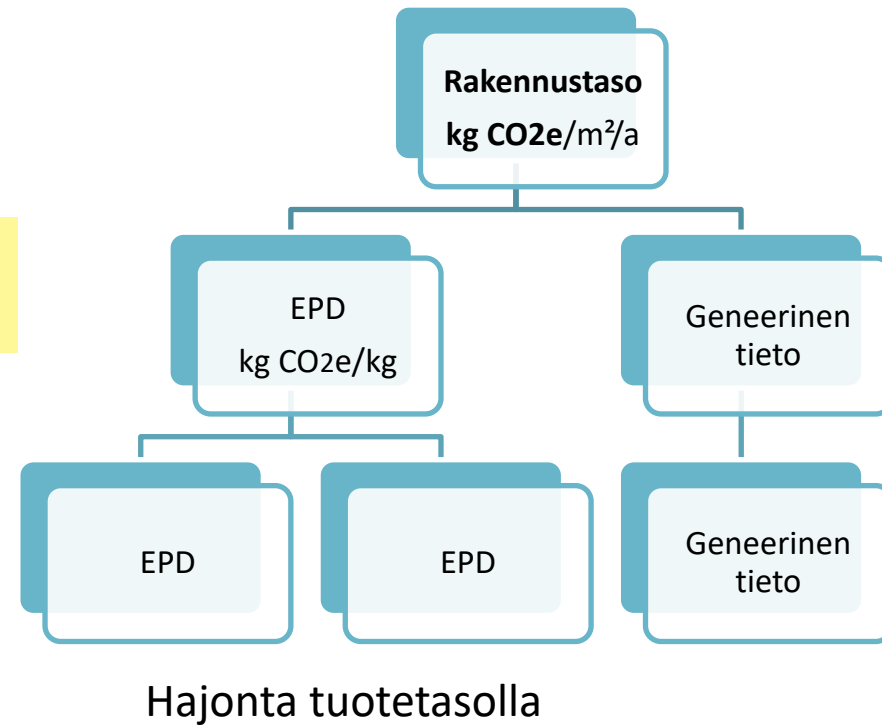 Rakennustaso
kg CO2e/m²/a
EPD
kg CO2e/kg
Geneerinen
tieto
EPD
EPD
Geneerinen
tieto
Hajonta tuotetasolla